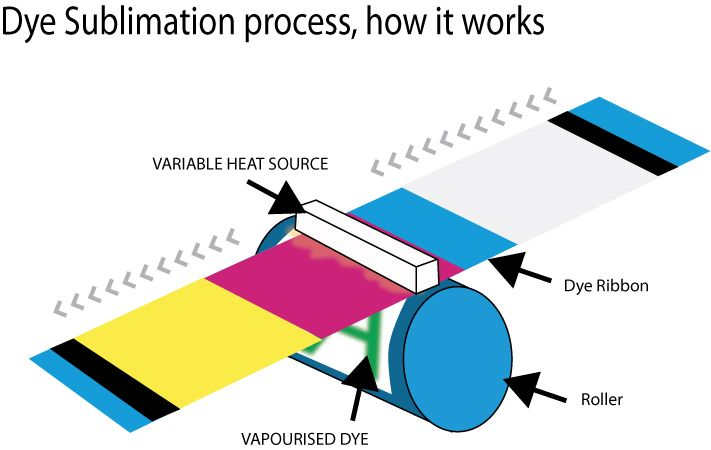 Dye Sublimation process, how it works
VARIABLE HEAT SOURCE
Dye Ribbon
Roller
VAPOURISED DYE